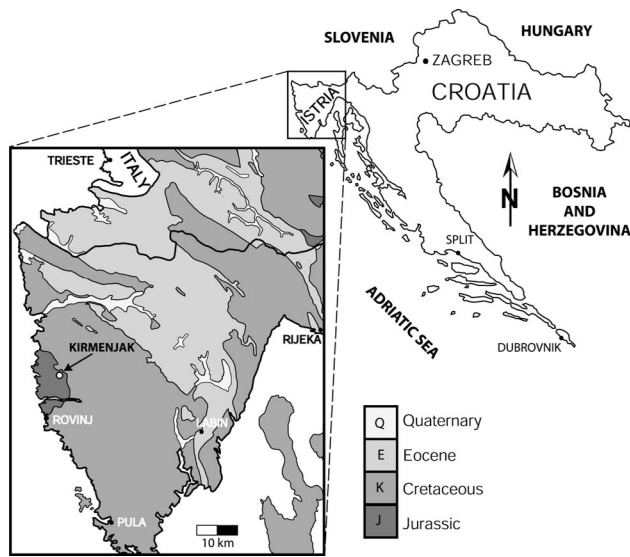 SLOVENIA
HUNGARY
ZAGREB
CROATIA
ISTRIA
TRIESTE
ITALY
N
BOSNIA
AND
HERZEGOVINA
SPLIT
ADRIATIC SEA
RIJEKA
KIRMENJAK
DUBROVNIK
ROVINJ
LABIN
Q Quaternary
E Eocene
K Cretaceous
J Jurassic
PULA
10 km